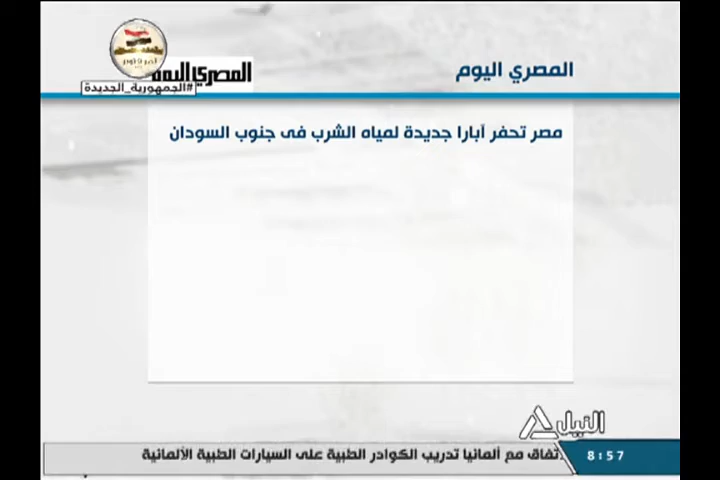 المصري اليوم
المصري اليوم
#الجمهورية_الجديدة
مصر تحفر آبارا جديدة لمياه الشرب فى جنوب السودان
النيل
مع ألمانيا تدريب الكوادر الطبية على السيارات الطبية الألمانية
8:57